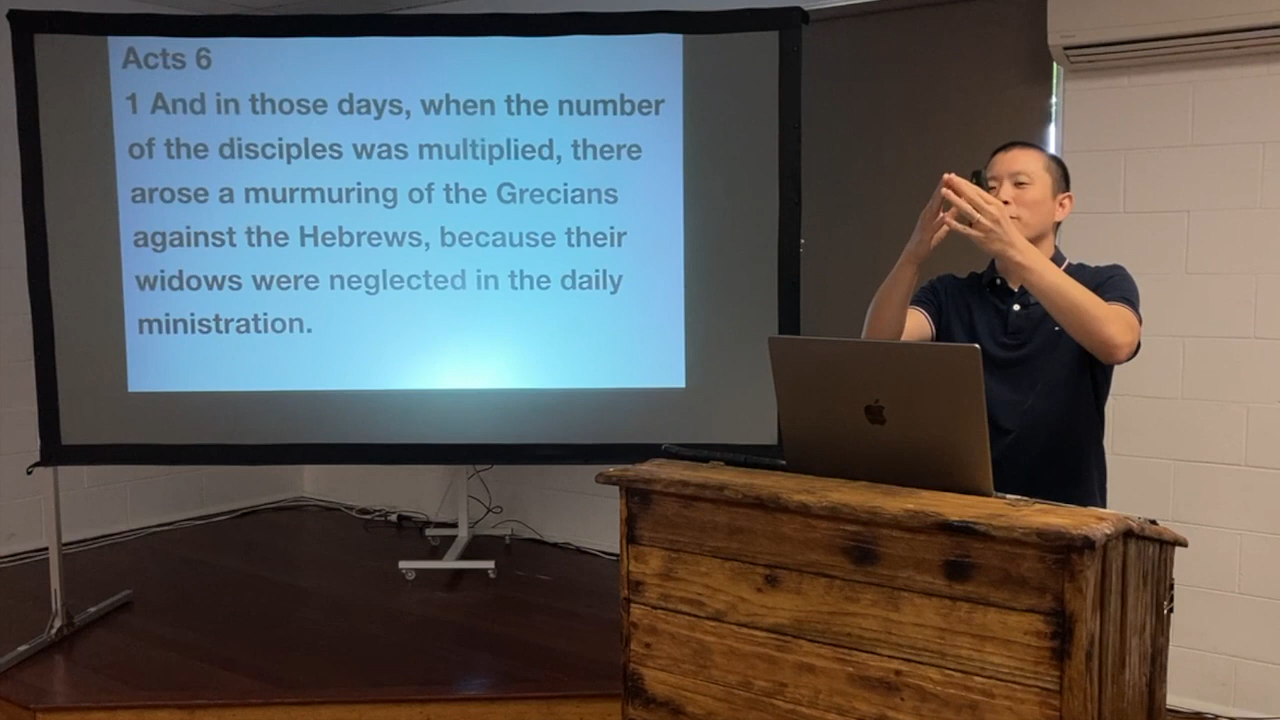 Acts 6
1 And in those days, when the number
of the disciples was multiplied, there
arose a murmuring of the Grecians
against the Hebrews, because their
widows were neglected in the daily
ministration.